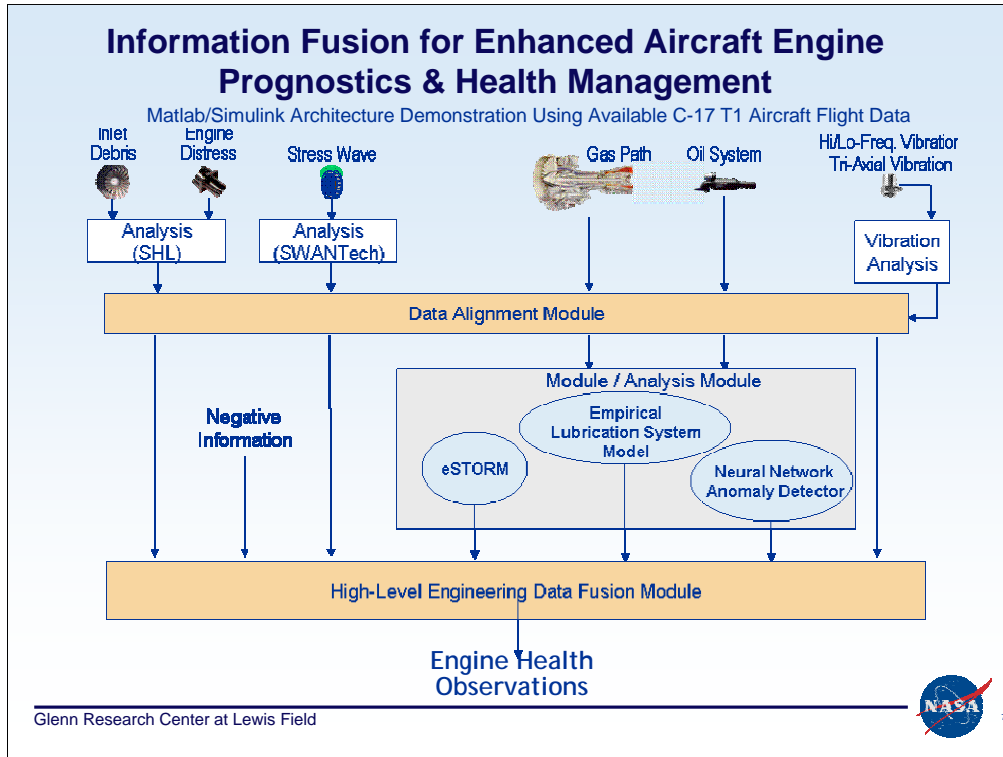 Information Fusion for Enhanced Aircraft Engine
Prognostics & Health Management
Matlab/Simulink Architecture Demonstration Using Available C-17 T1 Aircraft Flight Data
Inlet
Debris
Engine
Distress
Stress Wave
Gas Path
Oil System
Hi/Lo-Freq. Vibration
Tri-Axial Vibration
Analysis
(SHL)
Analysis
(SWANTech)
Vibration
Analysis
Data Alignment Module
Module / Analysis Module
Negative
Information
Empirical
Lubrication System
Model
eSTORM
Neural Network
Anomaly Detector
High-Level Engineering Data Fusion Module
Engine Health
Observations
Glenn Research Center at Lewis Field
NASA